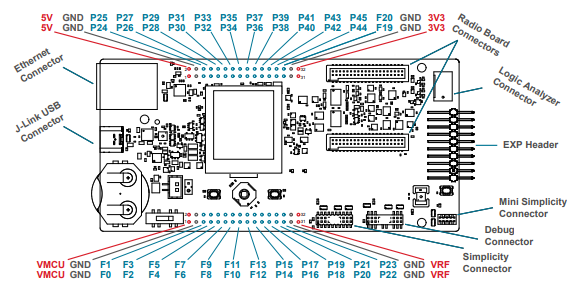 5V GND P25 P27 P29 P31 P33 P35 P37 P39 P41 P43 P45 F20 GND 3V3
5V GND P24 P26 P28 P30 P32 P34 P36 P38 P40 P42 P44 F19 GND 3V3
Radio Board
Connectors
Ethernet
Connector
Logic Analyzer
Connector
J-Link USB
Connector
EXP Header
Mini Simplicity
Connector
Debug
Connector
Simplicity
Connector
VMCU GND F1 F3 F5 F7 F9 F11 F13 P15 P17 P19 P21 P23 GND VRF
VMCU GND F0 F2 F4 F6 F8 F10 F12 P14 P16 P18 P20 P22 GND VRF